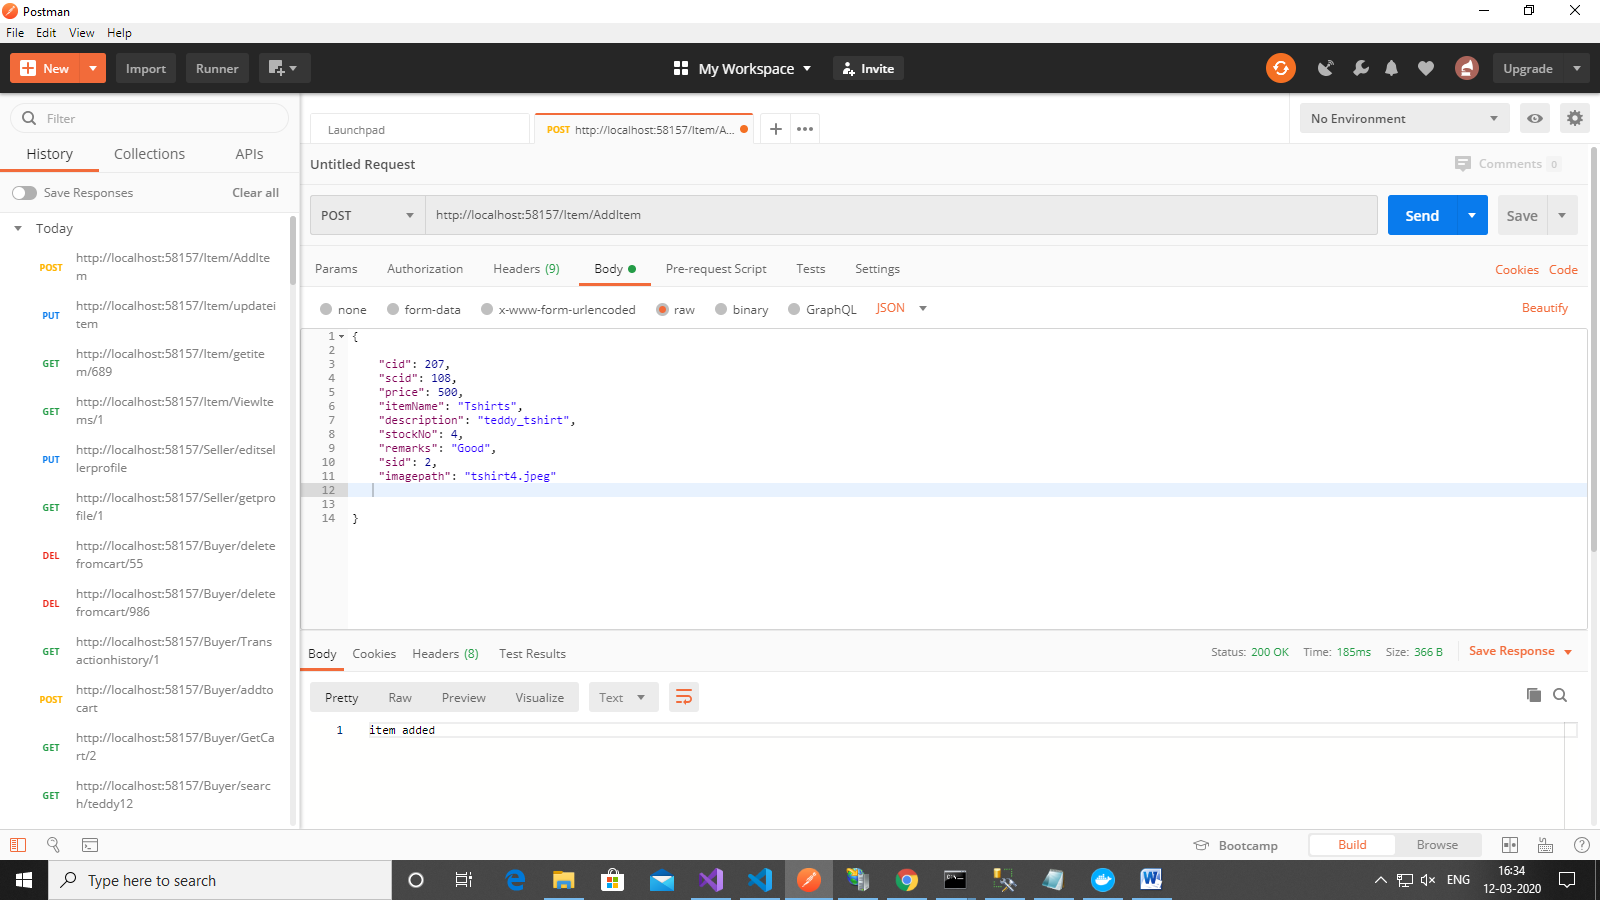 Postman
File Edit View Help
New Import Runner My Workspace Invite Upgrade
Filter
History Collections APIs
Save Responses Clear all
Today
POST http://localhost:58157/Item/AddIte
m
PUT http://localhost:58157/Item/updatei
tem
GET http://localhost:58157/Item/getite
m/689
GET http://localhost:58157/Item/ViewIte
ms/1
PUT http://localhost:58157/Seller/editsel
lerprofile
GET http://localhost:58157/Seller/getpro
file/1
DEL http://localhost:58157/Buyer/delete
fromcart/55
DEL http://localhost:58157/Buyer/delete
fromcart/986
GET http://localhost:58157/Buyer/Trans
actionhistory/1
POST http://localhost:58157/Buyer/addto
cart
GET http://localhost:58157/Buyer/GetCa
rt/2
GET http://localhost:58157/Buyer/searc
h/teddy12
Launchpad POST http://localhost:58157/Item/A... No Environment
Untitled Request Comments 0
POST http://localhost:58157/Item/AddItem Send Save
Params Authorization Headers (9) Body Pre-request Script Tests Settings Cookies Code
none form-data x-www-form-urlencoded raw binary GraphQL JSON Beautify
1 {
2
3 "cid": 207,
4 "scid": 108,
5 "price": 500,
6 "itemName": "Tshirts",
7 "description": "teddy_tshirt",
8 "stockNo": 4,
9 "remarks": "Good",
10 "sid": 2,
11 "imagepath": "tshirt4.jpeg"
12
13
14 }
Body Cookies Headers (8) Test Results Status: 200 OK Time: 185ms Size: 366 B Save Response
Pretty Raw Preview Visualize Text
1 item added
Bootcamp Build Browse
Type here to search ENG 16:34
12-03-2020